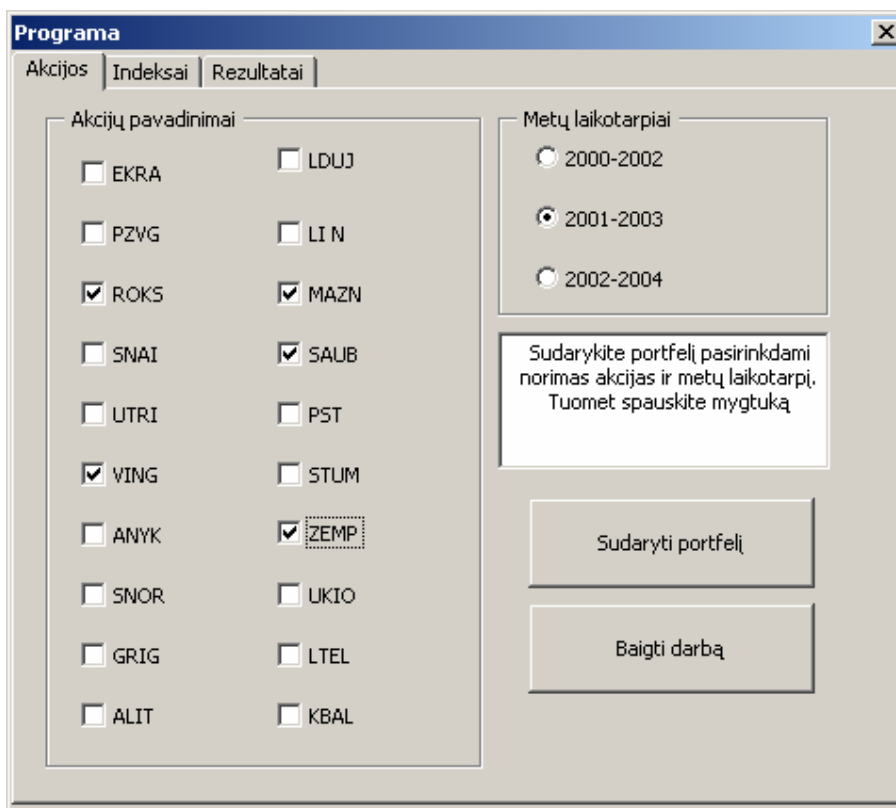 Programa
Akcijos Indeksai Rezultatai
Akcijų pavadinimai
EKRA
PZVG
ROKS
SNAI
UTRI
VING
ANYK
SNOR
GRIG
ALIT
LDUJ
LI N
MAZN
SAUB
PST
STUM
ZEMP
UKIO
LTEL
KBAL
Metų laikotarpiai
2000-2002
2001-2003
2002-2004
Sudarykite portfelį pasirinkdami
norimas akcijas ir metų laikotarpį.
Tuomet spauskite mygtuką
Sudaryti portfelį
Baigti darbą